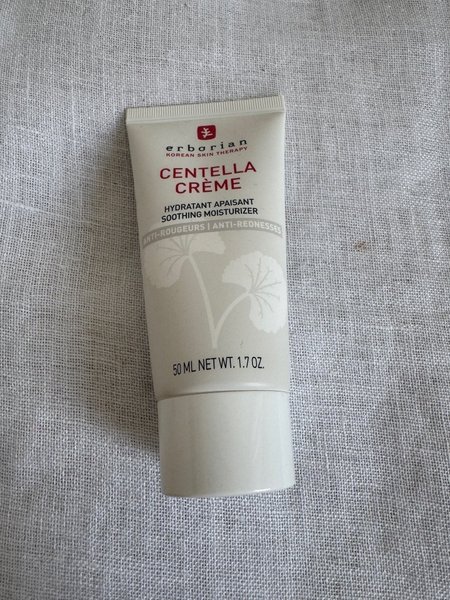 erborian
KOREAN SKIN THERAPY
CENTELLA
CRÈME
HYDRATANT APAISANT
SOOTHING MOISTURIZER
ANTI-ROUGEURS | ANTI-REDNESSES
50 ML NET WT. 1.7 OZ.